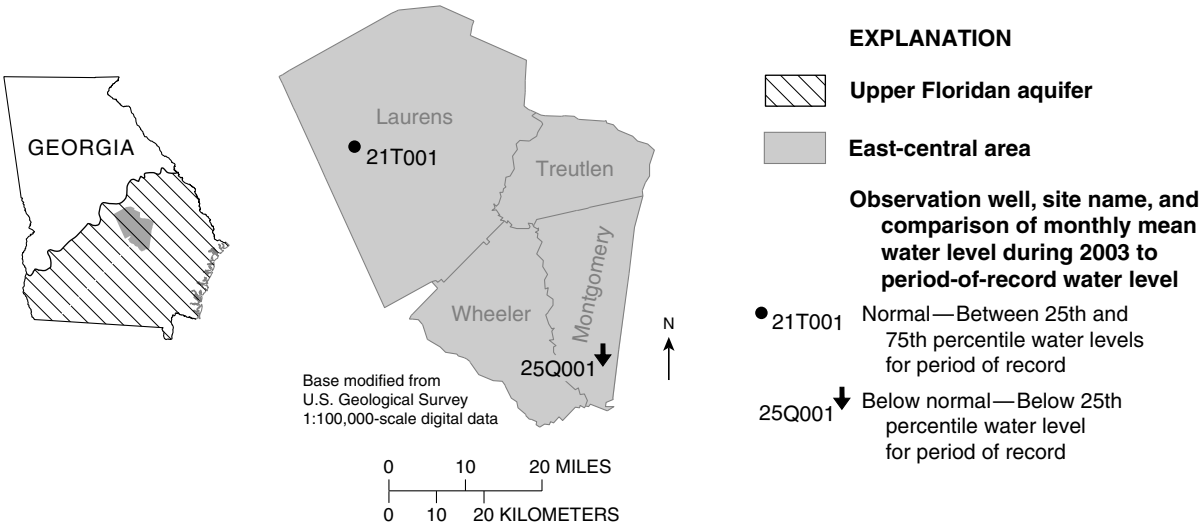 GEORGIA
Laurens
21T001
Treutlen
Montgomery
Wheeler
25Q001
N
Base modified from
U.S. Geological Survey
1:100,000-scale digital data
0 10 20 MILES
0 10 20 KILOMETERS
EXPLANATION
Upper Floridan aquifer
East-central area
Observation well, site name, and
comparison of monthly mean
water level during 2003 to
period-of-record water level
21T001 Normal—Between 25th and
75th percentile water levels
for period of record
25Q001 Below normal—Below 25th
percentile water level
for period of record